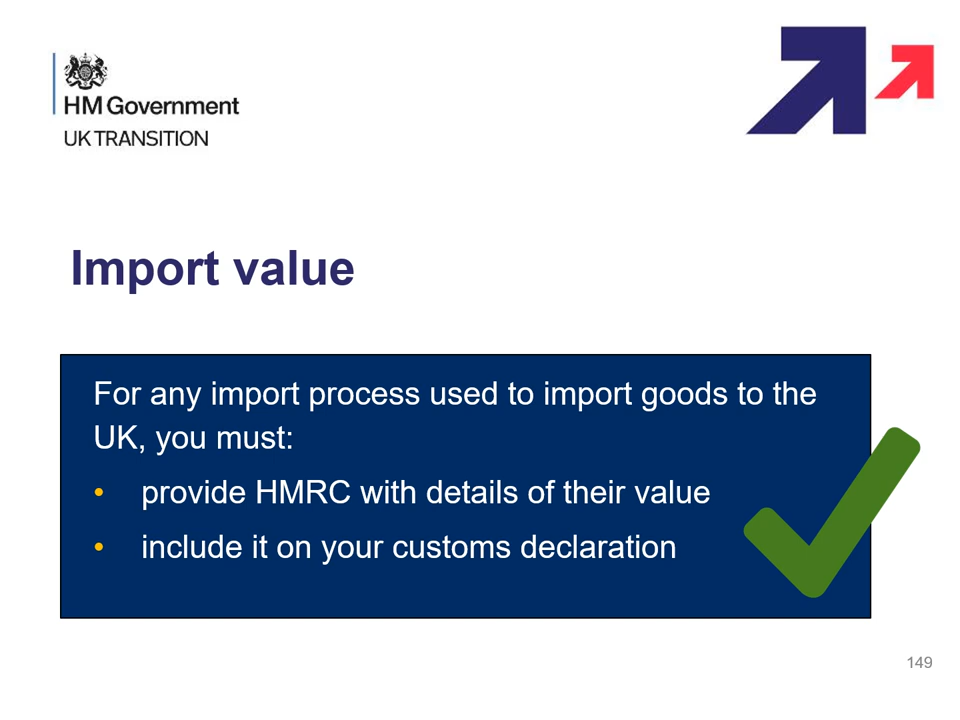 HM Government
UK TRANSITION
Import value
For any import process used to import goods to the
UK, you must:
• provide HMRC with details of their value
• include it on your customs declaration
149